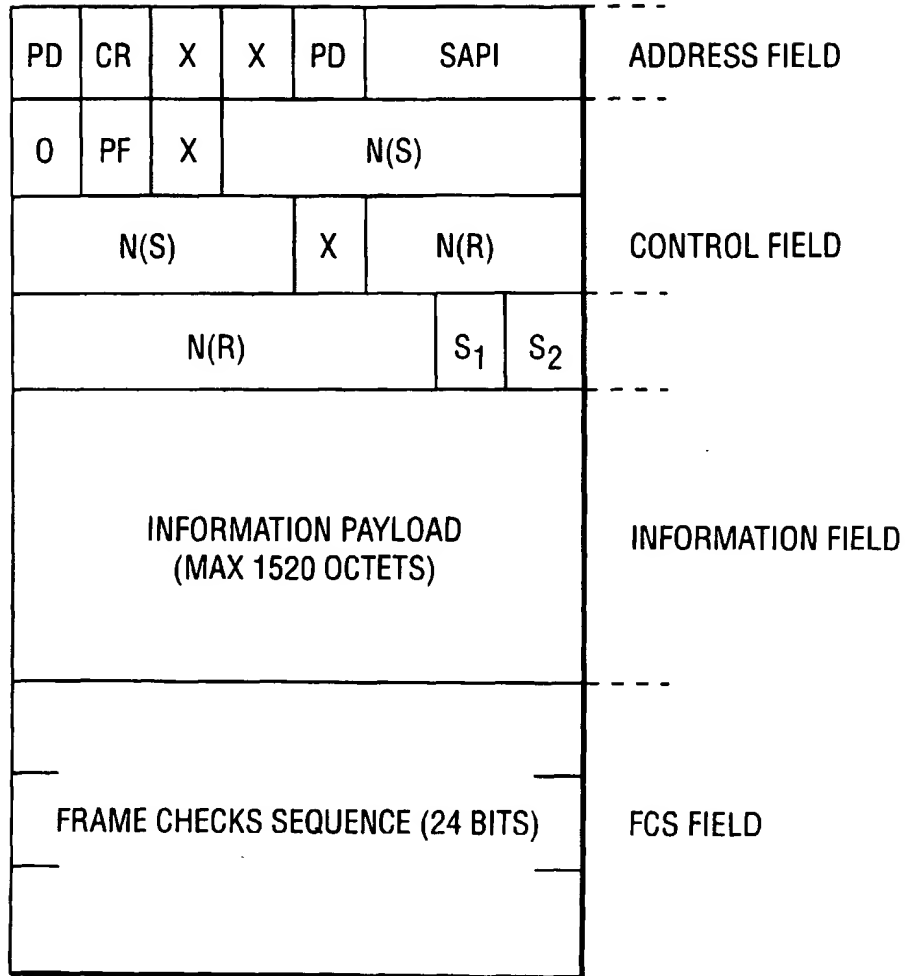 PD CR X X PD SAPI ADDRESS FIELD
O PF X N(S)
N(S) X N(R) CONTROL FIELD
N(R) S1 S2
INFORMATION PAYLOAD
(MAX 1520 OCTETS)
INFORMATION FIELD
FRAME CHECKS SEQUENCE (24 BITS) FCS FIELD